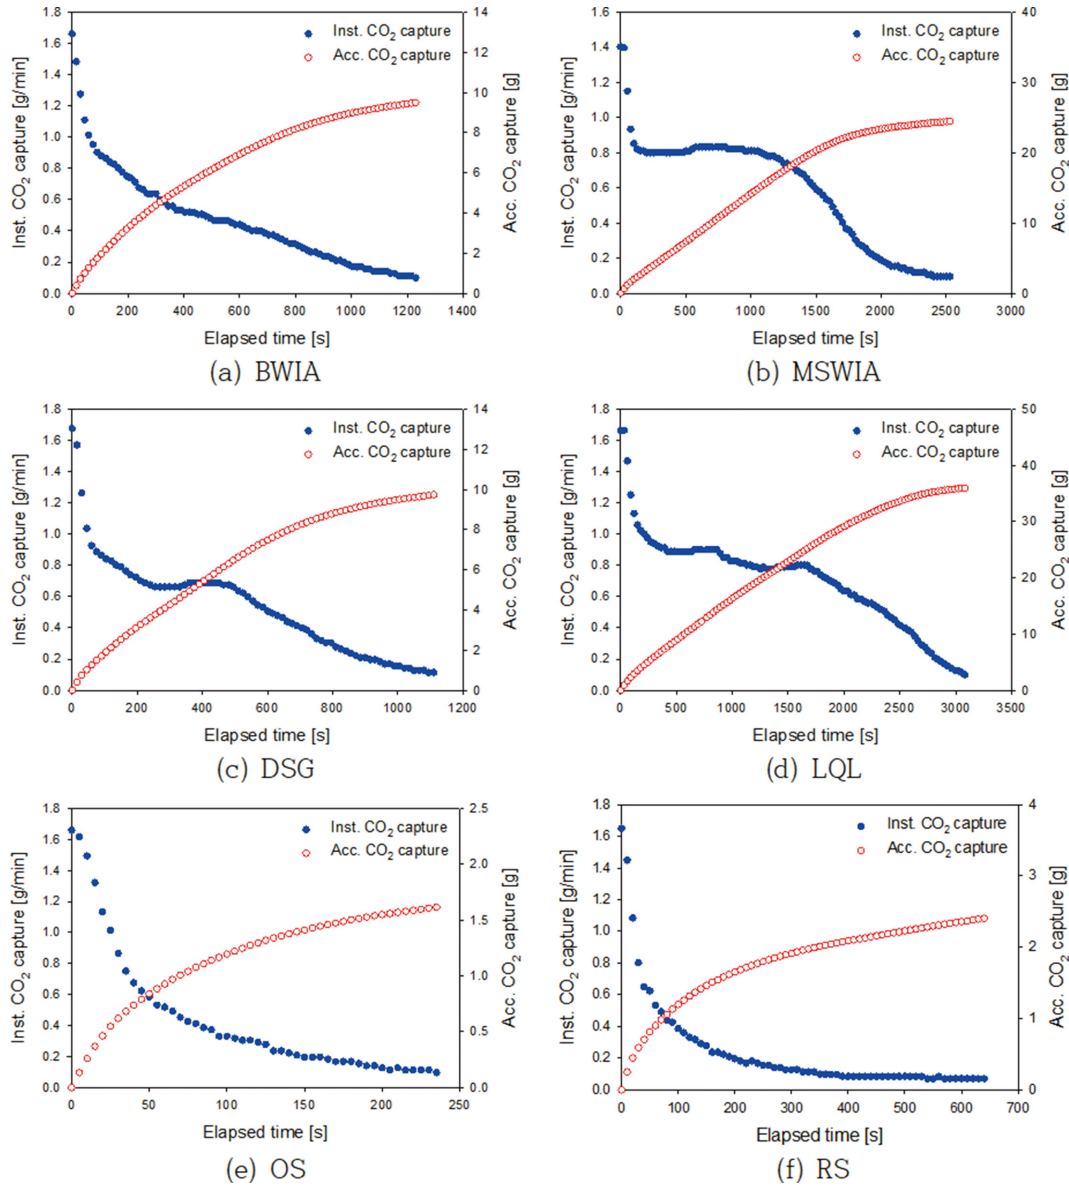 1.8
1.6
1.4
1.2
1.0
0.8
0.6
0.4
0.2
0.0
Inst. CO2 capture [g/min]
Inst. CO2 capture
Acc. CO2 capture
14
13
12
10
8
6
4
2
0
Acc. CO2 capture [g]
0 200 400 600 800 1000 1200 1400
Elapsed time [s]
(a) BWIA
1.6
1.4
1.2
1.0
0.8
0.6
0.4
0.2
0.0
Inst. CO2 capture [g/min]
Inst. CO2 capture
Acc. CO2 capture
40
30
20
10
0
Acc. CO2 capture [g]
0 500 1000 1500 2000 2500 3000
Elapsed time [s]
(b) MSWIA
1.8
1.6
1.4
1.2
1.0
0.8
0.6
0.4
0.2
0.0
Inst. CO2 capture [g/min]
Inst. CO2 capture
Acc. CO2 capture
14
12
10
8
6
4
2
0
Acc. CO2 capture [g]
0 200 400 600 800 1000 1200
Elapsed time [s]
(c) DSG
1.8
1.6
1.4
1.2
1.0
0.8
0.6
0.4
0.2
0.0
Inst. CO2 capture [g/min]
Inst. CO2 capture
Acc. CO2 capture
50
40
30
20
10
0
Acc. CO2 capture [g]
0 500 1000 1500 2000 2500 3000 3500
Elapsed time [s]
(d) LQL
1.8
1.6
1.4
1.2
1.0
0.8
0.6
0.4
0.2
0.0
Inst. CO2 capture [g/min]
Inst. CO2 capture
Acc. CO2 capture
2.5
2.0
1.5
1.0
0.5
0.0
Acc. CO2 capture [g]
0 50 100 150 200 250
Elapsed time [s]
(e) OS
1.8
1.6
1.4
1.2
1.0
0.8
0.6
0.4
0.2
0.0
Inst. CO2 capture [g/min]
Inst. CO2 capture
Acc. CO2 capture
4
3
2
1
0
Acc. CO2 capture [g]
0 100 200 300 400 500 600 700
Elapsed time [s]
(f) RS